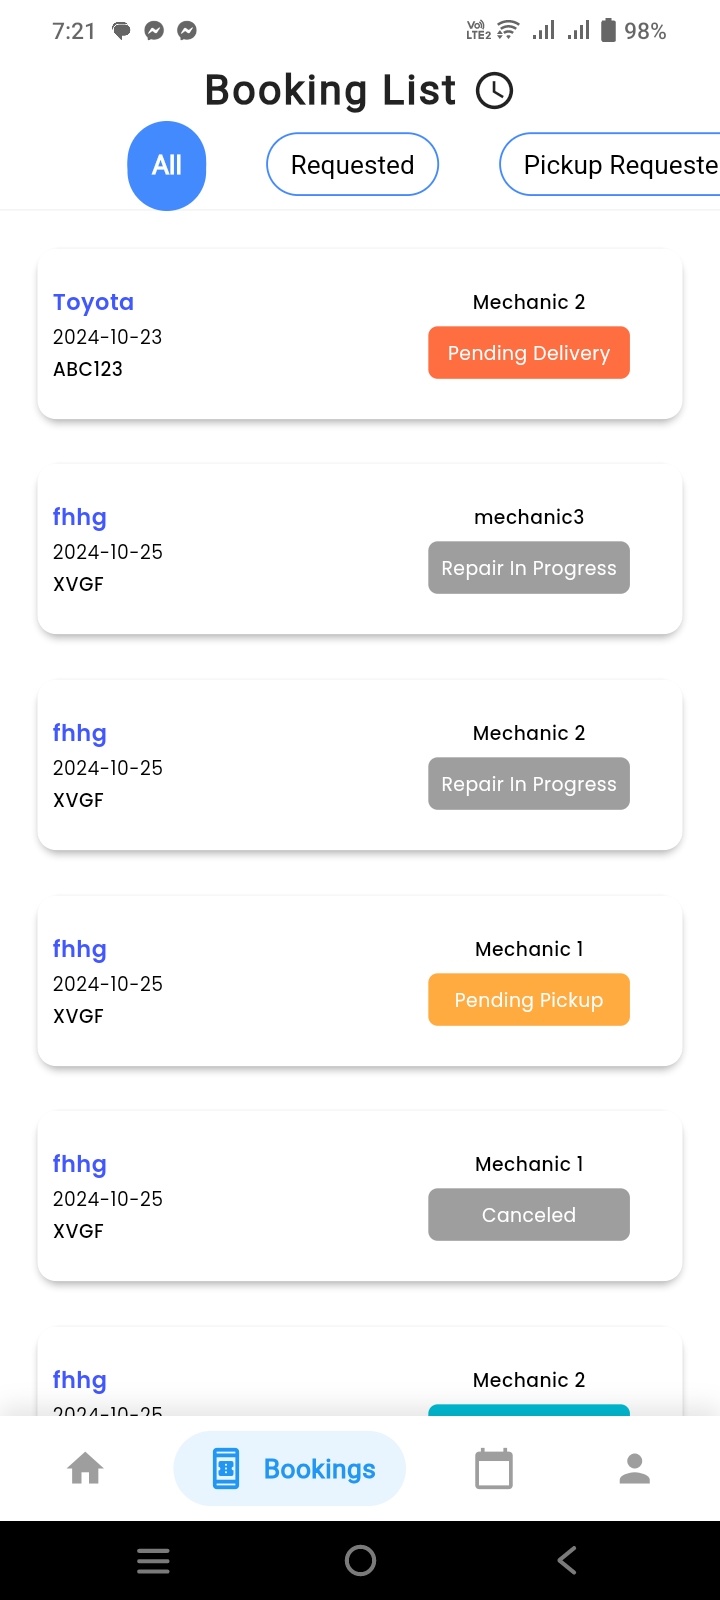 7:21
Vo))
LTE2
98%
Booking List
All
Requested
Pickup Requeste
Toyota
Mechanic 2
2024-10-23
Pending Delivery
ABC123
fhhg
mechanic3
2024-10-25
Repair In Progress
XVGF
fhhg
Mechanic 2
2024-10-25
Repair In Progress
XVGF
fhhg
Mechanic 1
2024-10-25
Pending Pickup
XVGF
fhhg
Mechanic 1
2024-10-25
Canceled
XVGF
fhhg
Mechanic 2
2024-10-25
Bookings